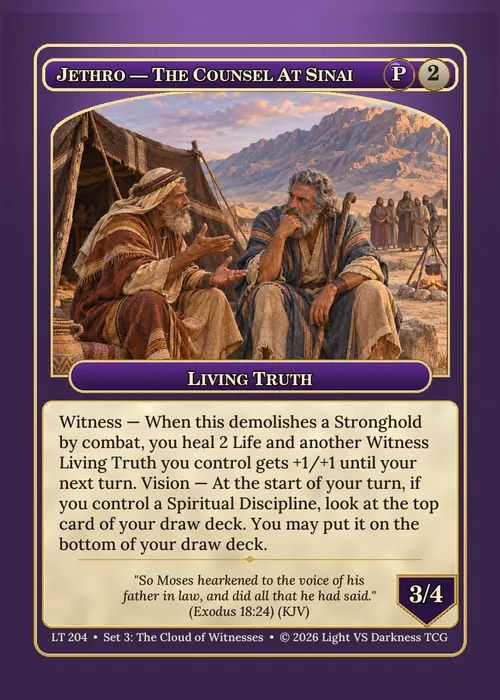 Jethro — The Counsel At Sinai P 2
Living Truth
Witness — When this demolishes a Stronghold
by combat, you heal 2 Life and another Witness
Living Truth you control gets +1/+1 until your
next turn. Vision — At the start of your turn, if
you control a Spiritual Discipline, look at the top
card of your draw deck. You may put it on the
bottom of your draw deck.
"So Moses hearkened to the voice of his
father in law, and did all that he had said."
(Exodus 18:24) (KJV)
3/4
LT 204 • Set 3: The Cloud of Witnesses • © 2026 Light VS Darkness TCG